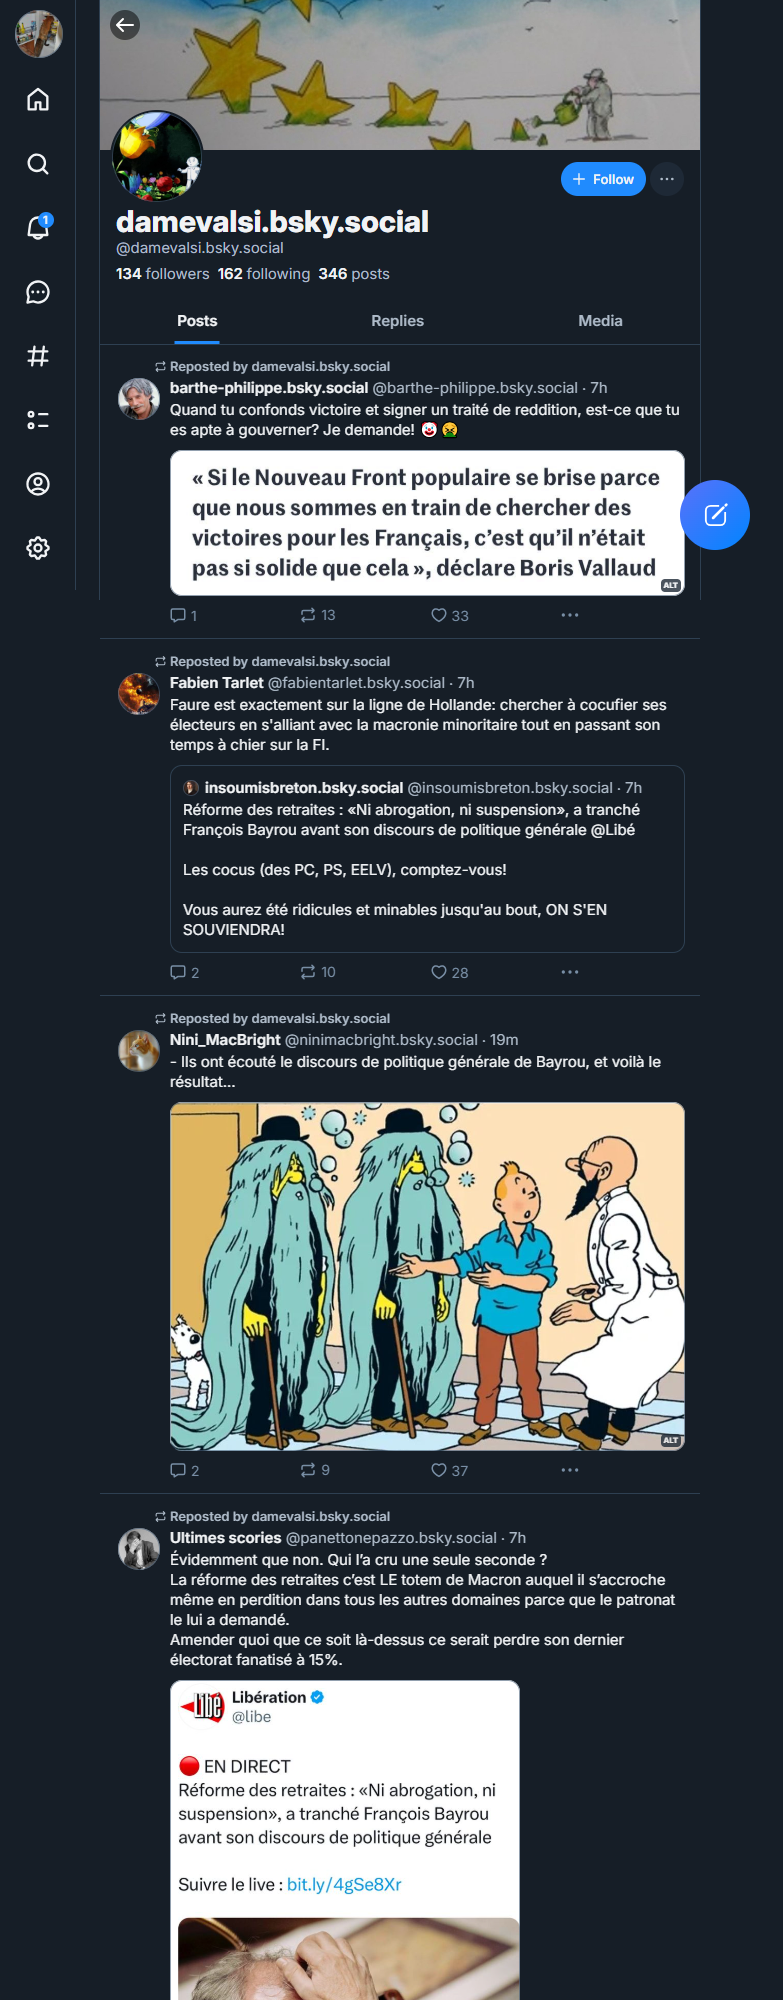 1
+ Follow
damevalsi.bsky.social
@damevalsi.bsky.social
134 followers 162 following 346 posts
Posts Replies Media
Reposted by damevalsi.bsky.social
barthe-philippe.bsky.social @barthe-philippe.bsky.social · 7h
Quand tu confonds victoire et signer un traité de reddition, est-ce que tu
es apte à gouverner? Je demande! 🤡🤮
« Si le Nouveau Front populaire se brise parce
que nous sommes en train de chercher des
victoires pour les Français, c’est qu’il n’était
pas si solide que cela », déclare Boris Vallaud
ALT
1 13 33
Reposted by damevalsi.bsky.social
Fabien Tarlet @fabientarlet.bsky.social · 7h
Faure est exactement sur la ligne de Hollande: chercher à cocufier ses
électeurs en s'alliant avec la macronie minoritaire tout en passant son
temps à chier sur la FI.
insoumisbreton.bsky.social @insoumisbreton.bsky.social · 7h
Réforme des retraites : «Ni abrogation, ni suspension», a tranché
François Bayrou avant son discours de politique générale @Libé
Les cocus (des PC, PS, EELV), comptez-vous!
Vous aurez été ridicules et minables jusqu'au bout, ON S'EN
SOUVIENDRA!
2 10 28
Reposted by damevalsi.bsky.social
Nini_MacBright @ninimacbright.bsky.social · 19m
- Ils ont écouté le discours de politique générale de Bayrou, et voilà le
résultat...
ALT
2 9 37
Reposted by damevalsi.bsky.social
Ultimes scories @panettonepazzo.bsky.social · 7h
Évidemment que non. Qui l’a cru une seule seconde ?
La réforme des retraites c’est LE totem de Macron auquel il s’accroche
même en perdition dans tous les autres domaines parce que le patronat
le lui a demandé.
Amender quoi que ce soit là-dessus ce serait perdre son dernier
électorat fanatisé à 15%.
Libé
Libération
@libe
🔴 EN DIRECT
Réforme des retraites : «Ni abrogation, ni
suspension», a tranché François Bayrou
avant son discours de politique générale
Suivre le live : bit.ly/4gSe8Xr